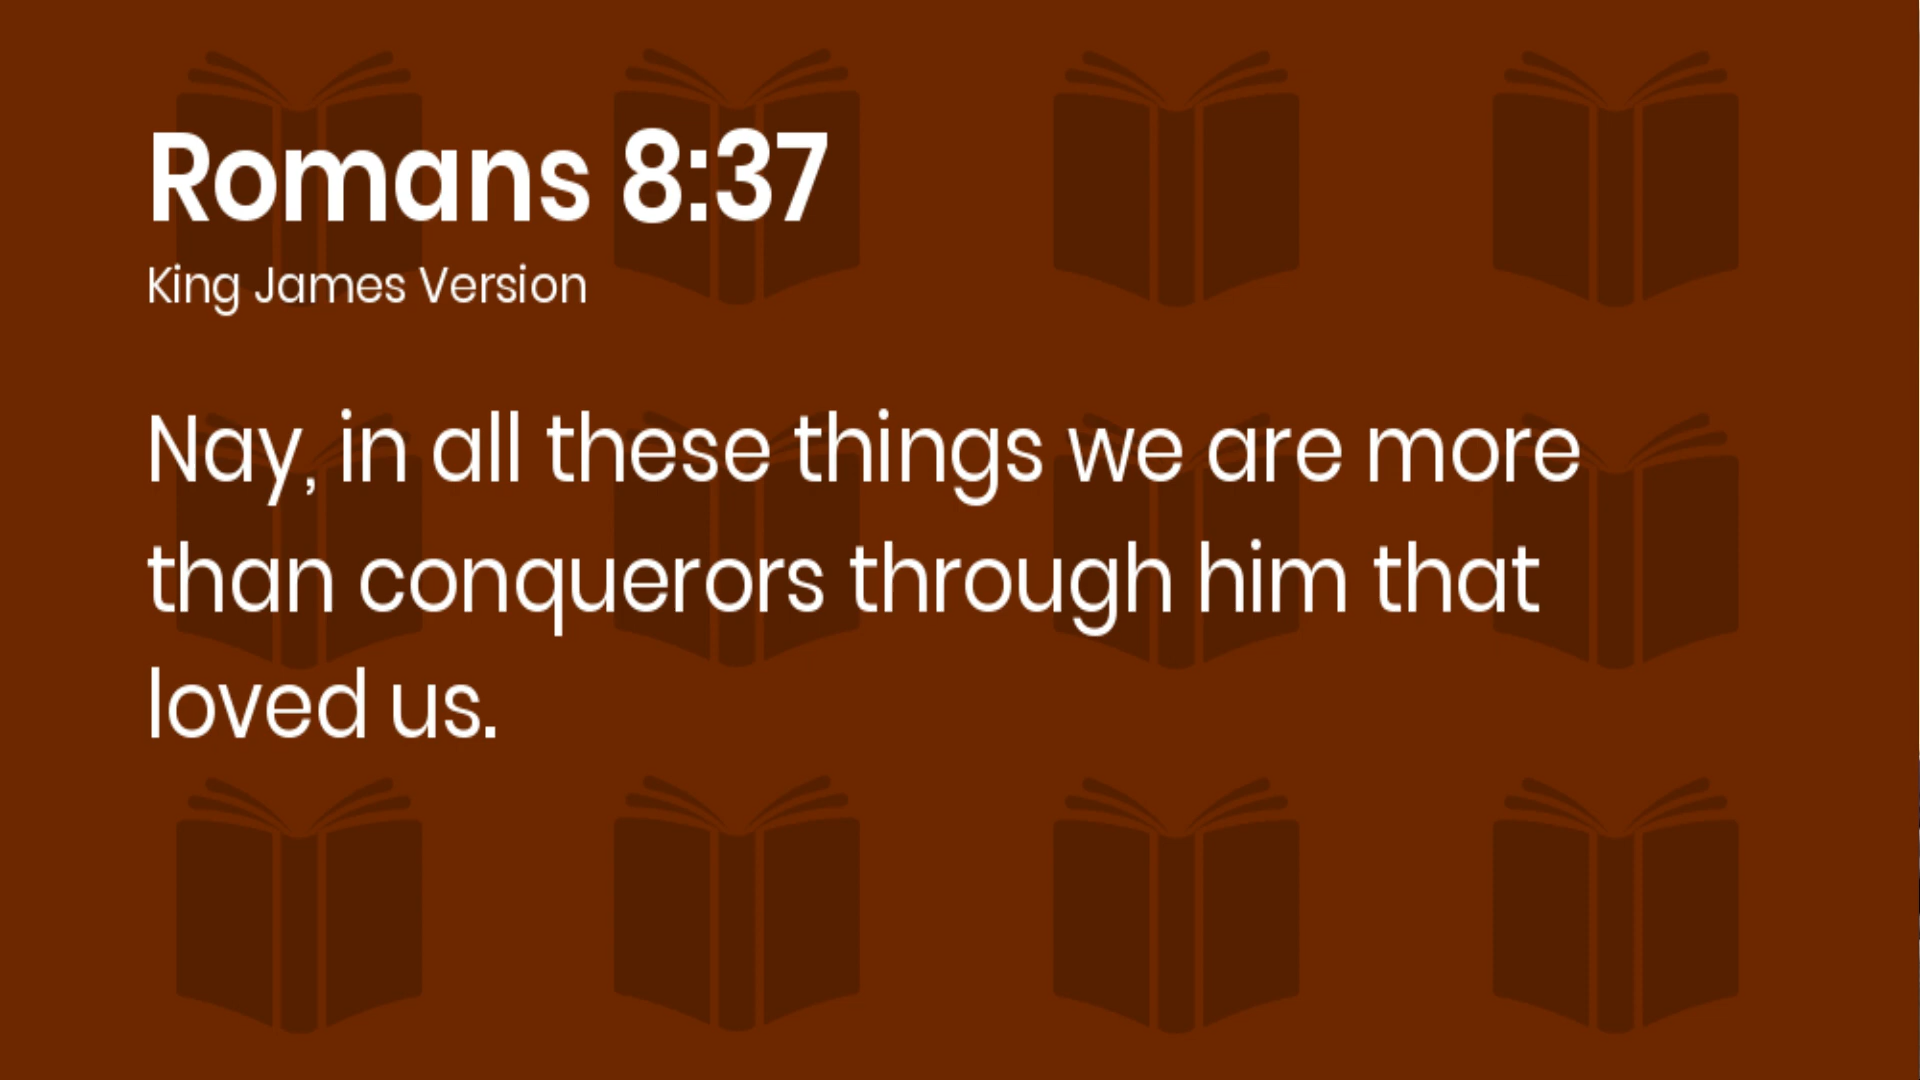 Romans 8:37
King James Version
Nay, in all these things we are more
than conquerors through him that
loved us.